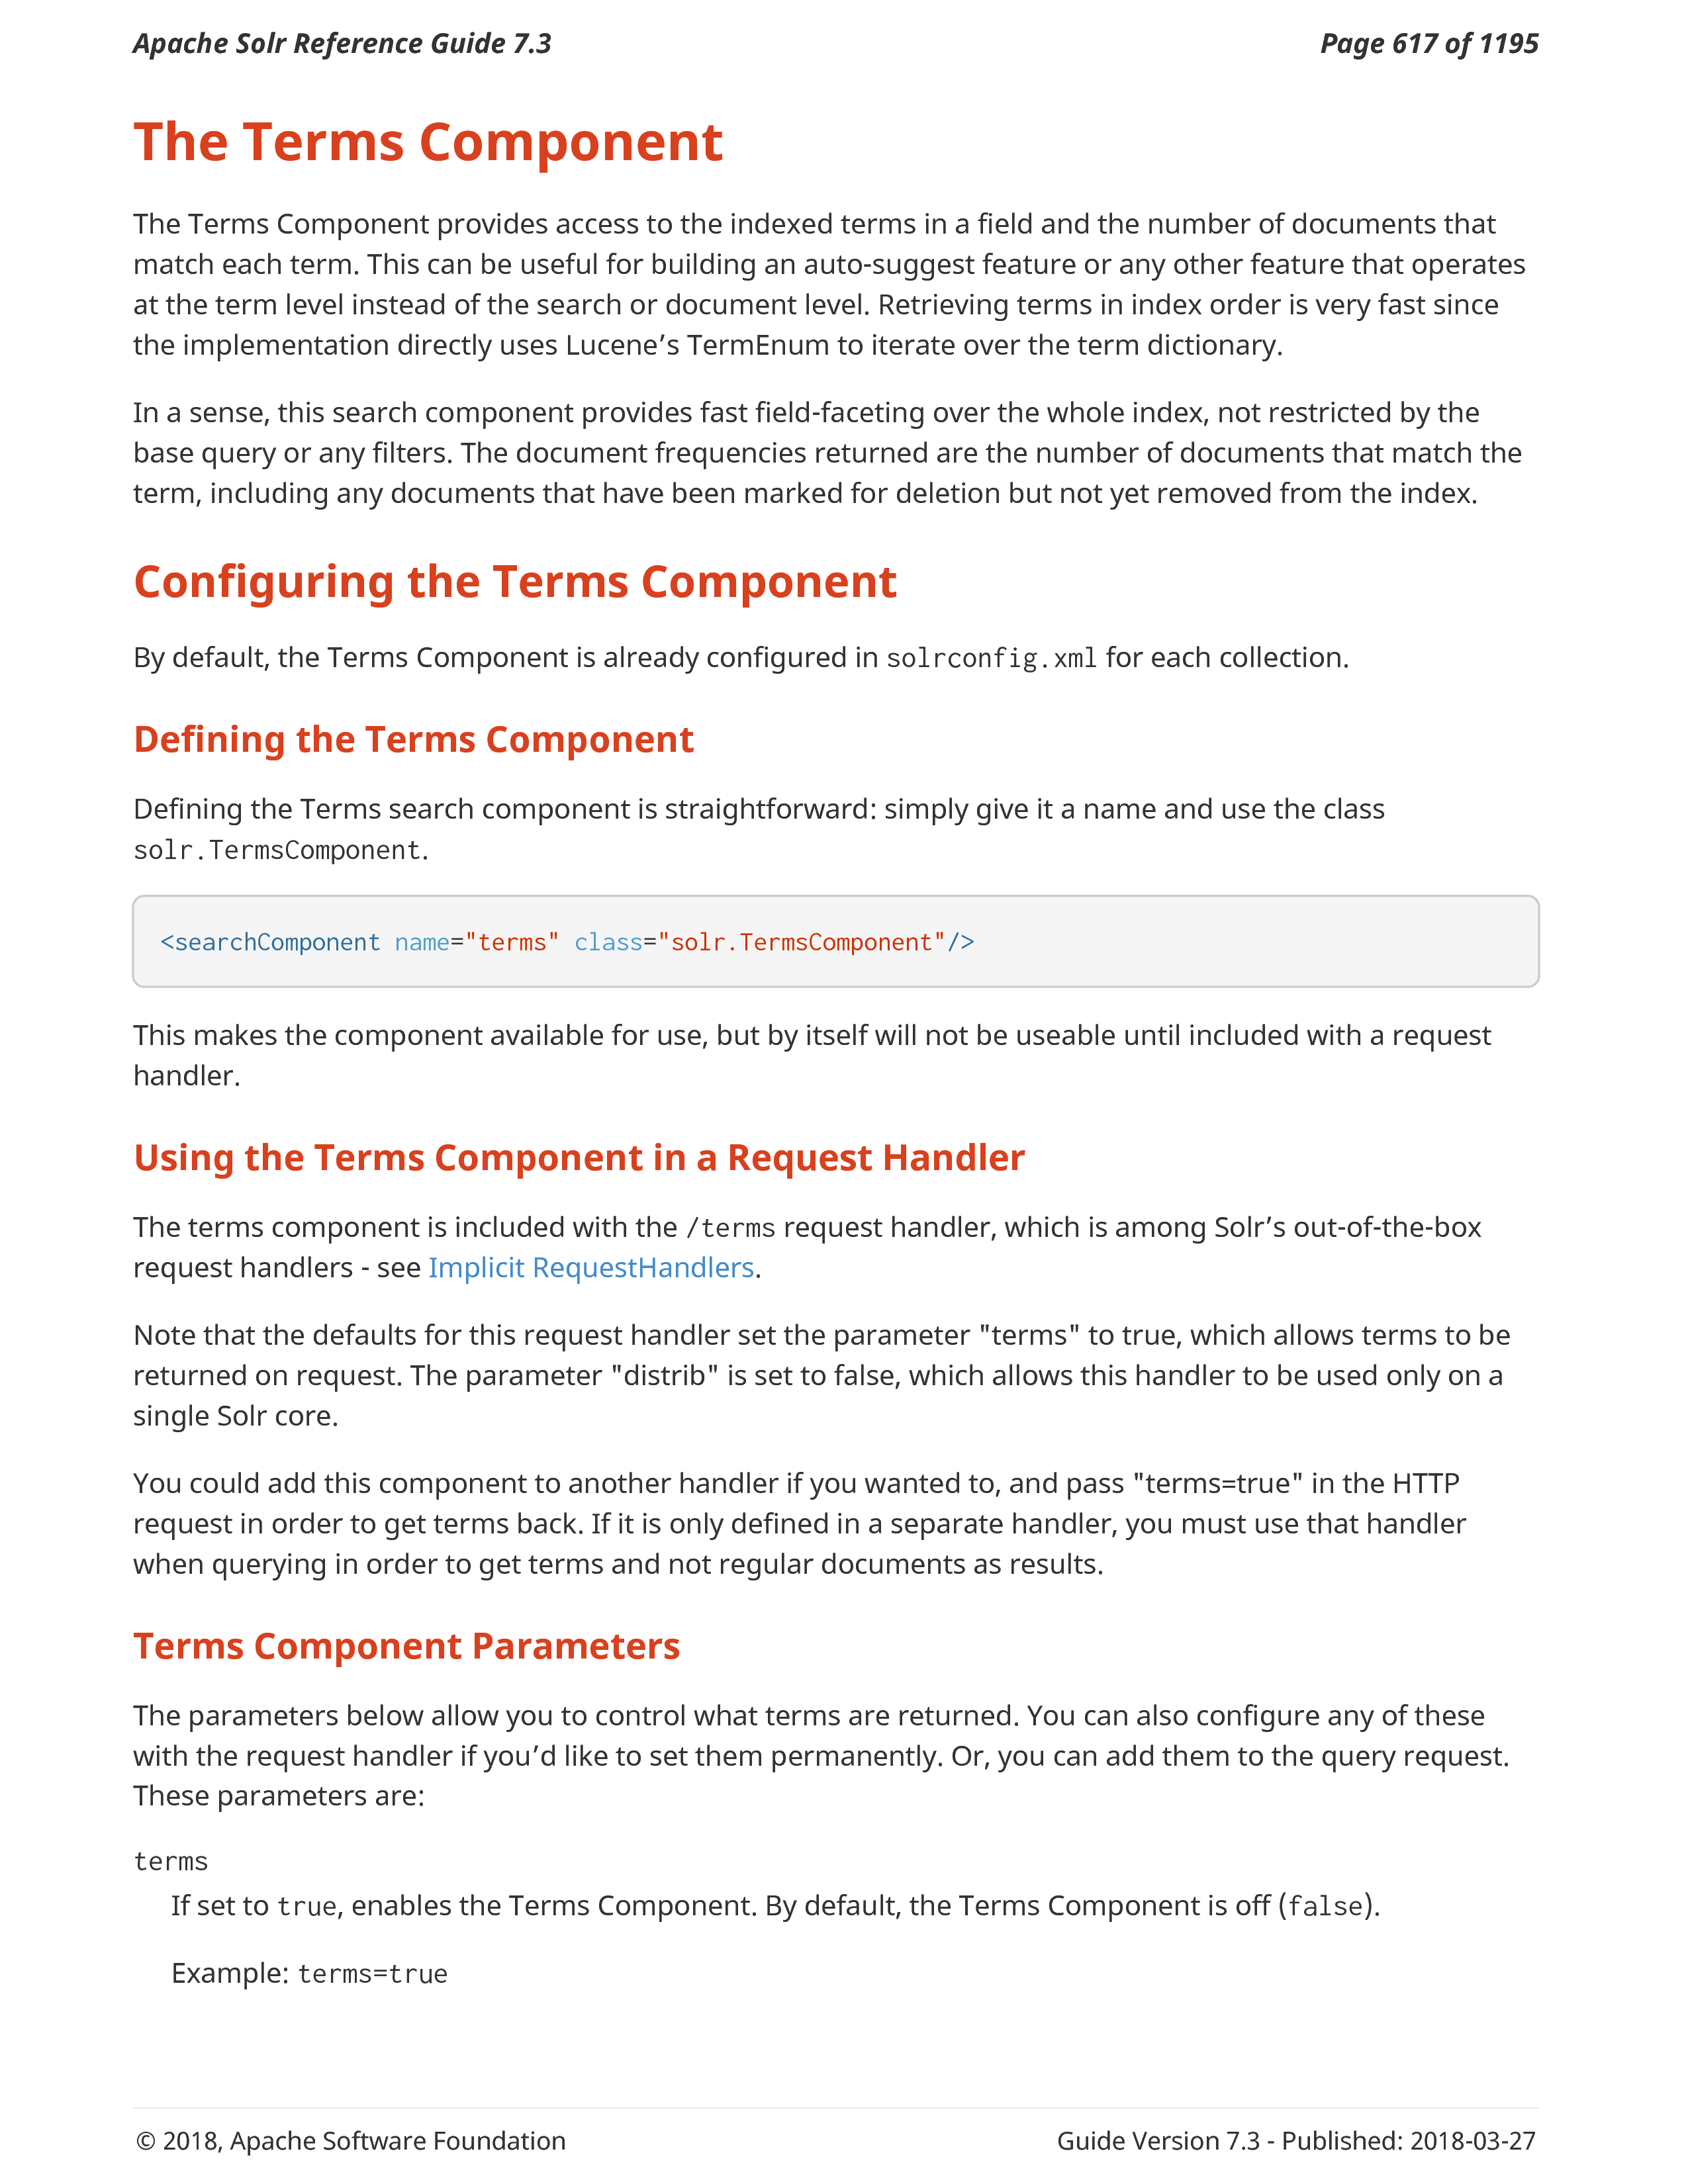 Apache Solr Reference Guide 7.3
Page 617 of 1195
The Terms Component
The Terms Component provides access to the indexed terms in a field and the number of documents that
match each term. This can be useful for building an auto-suggest feature or any other feature that operates
at the term level instead of the search or document level. Retrieving terms in index order is very fast since
the implementation directly uses Lucene’s TermEnum to iterate over the term dictionary.
In a sense, this search component provides fast field-faceting over the whole index, not restricted by the
base query or any filters. The document frequencies returned are the number of documents that match the
term, including any documents that have been marked for deletion but not yet removed from the index.
Configuring the Terms Component
By default, the Terms Component is already configured in solrconfig.xml for each collection.
Defining the Terms Component
Defining the Terms search component is straightforward: simply give it a name and use the class
solr.TermsComponent.
<searchComponent name="terms" class="solr.TermsComponent"/>
This makes the component available for use, but by itself will not be useable until included with a request
handler.
Using the Terms Component in a Request Handler
The terms component is included with the /terms request handler, which is among Solr’s out-of-the-box
request handlers - see Implicit RequestHandlers.
Note that the defaults for this request handler set the parameter "terms" to true, which allows terms to be
returned on request. The parameter "distrib" is set to false, which allows this handler to be used only on a
single Solr core.
You could add this component to another handler if you wanted to, and pass "terms=true" in the HTTP
request in order to get terms back. If it is only defined in a separate handler, you must use that handler
when querying in order to get terms and not regular documents as results.
Terms Component Parameters
The parameters below allow you to control what terms are returned. You can also configure any of these
with the request handler if you’d like to set them permanently. Or, you can add them to the query request.
These parameters are:
terms
If set to true, enables the Terms Component. By default, the Terms Component is off (false).
Example: terms=true
© 2018, Apache Software Foundation
Guide Version 7.3 - Published: 2018-03-27